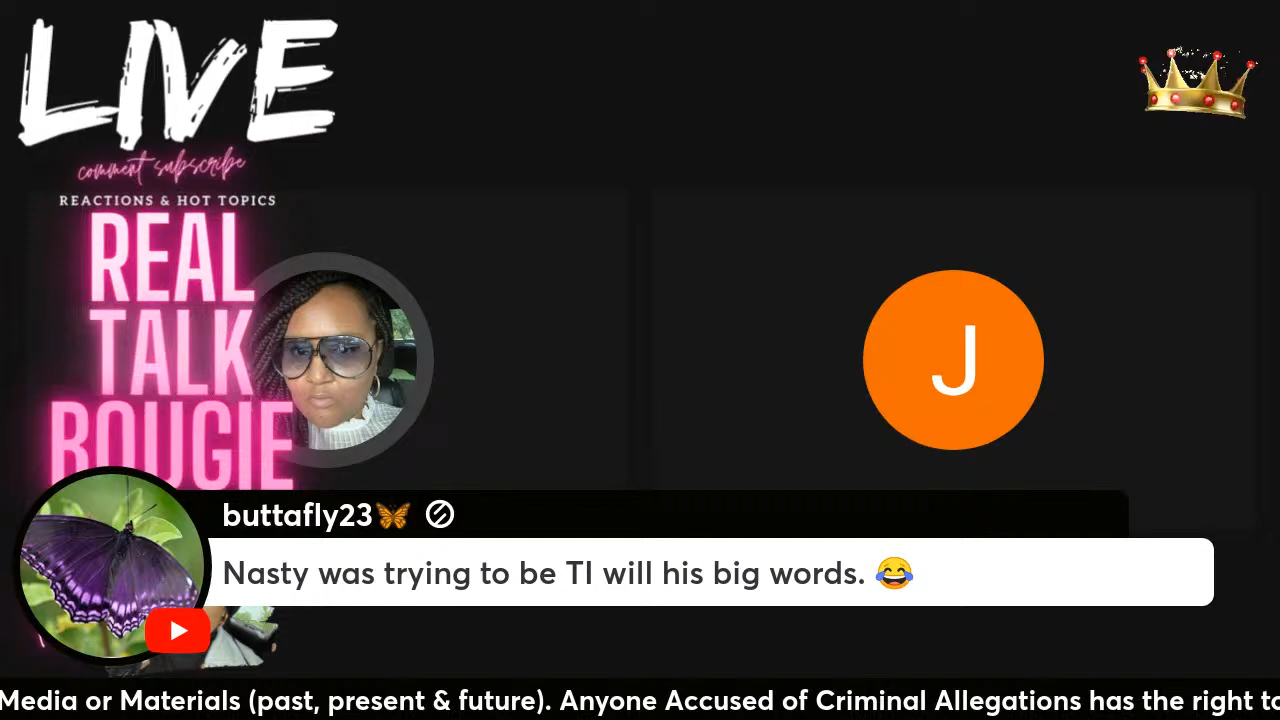 LIVE
comment subscribe
REACTIONS & HOT TOPICS
REAL
TALK
BOUGIE
J
buttafly23
Nasty was trying to be TI will his big words. 😂
Media or Materials (past, present & future). Anyone Accused of Criminal Allegations has the right to